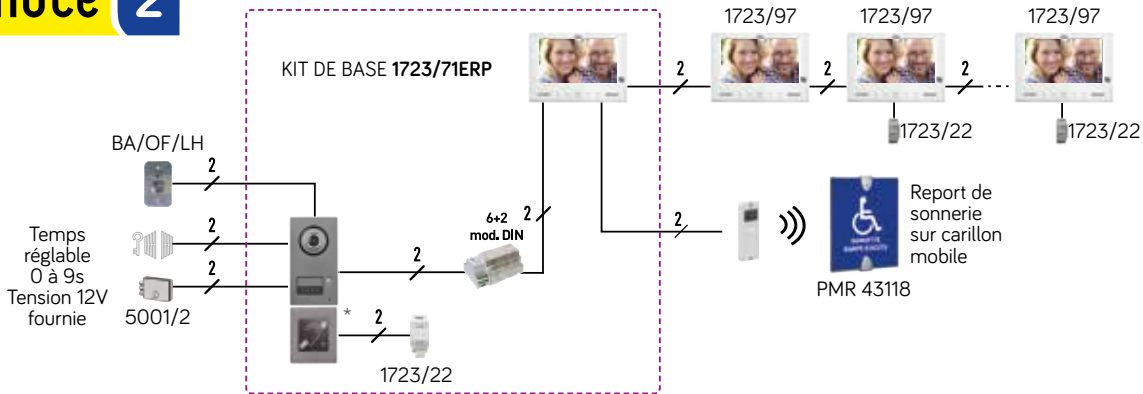 2
KIT DE BASE 1723/71ERP
1723/97
1723/97
1723/97
2
2
2
1723/22
1723/22
BA/OF/LH
2
Temps
réglable
0 à 9s
Tension 12V
fournie
2
2
5001/2
2
6+2
mod. DIN
2
2
PMR 43118
Report de
sonnerie
sur carillon
mobile
*
2
1723/22